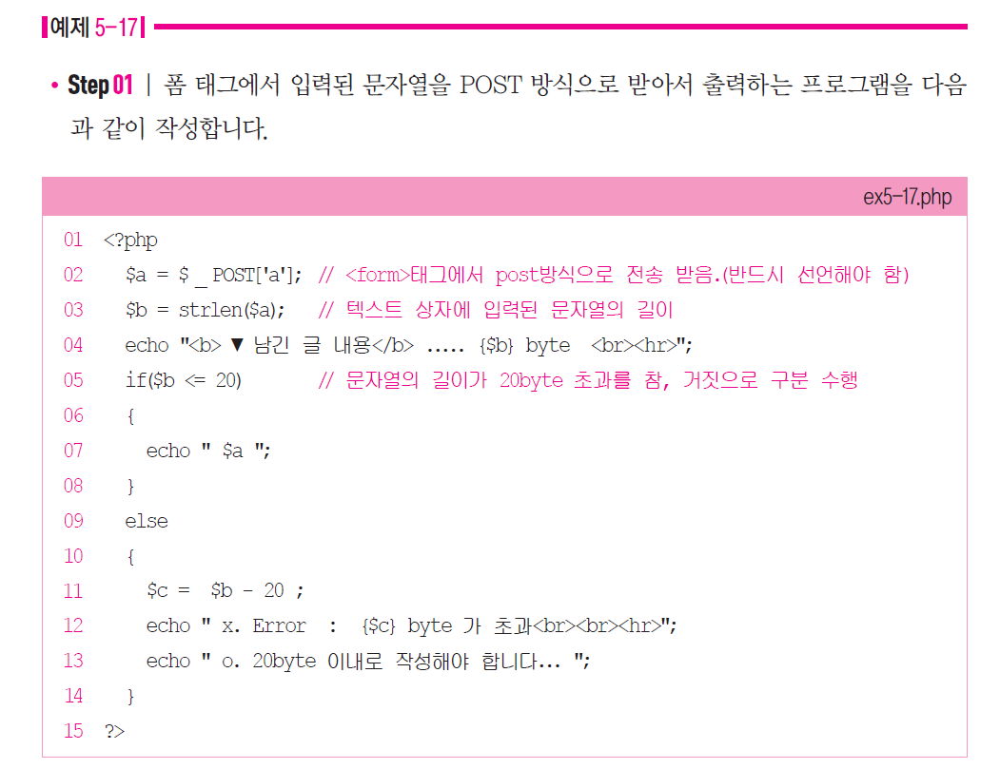 예제 5-17
• Step 01 | 폼 태그에서 입력된 문자열을 POST 방식으로 받아서 출력하는 프로그램을 다음
과 같이 작성합니다.
ex5-17.php
01 <?php
02 $a = $ _ POST['a']; // <form>태그에서 post방식으로 전송 받음.(반드시 선언해야 함)
03 $b = strlen($a); // 텍스트 상자에 입력된 문자열의 길이
04 echo "<b> ▼ 남긴 글 내용</b> ..... {$b} byte <br><hr>";
05 if($b <= 20) // 문자열의 길이가 20byte 초과를 참, 거짓으로 구분 수행
06 {
07 echo " $a ";
08 }
09 else
10 {
11 $c = $b - 20 ;
12 echo " x. Error : {$c} byte 가 초과<br><br><hr>";
13 echo " o. 20byte 이내로 작성해야 합니다... ";
14 }
15 ?>